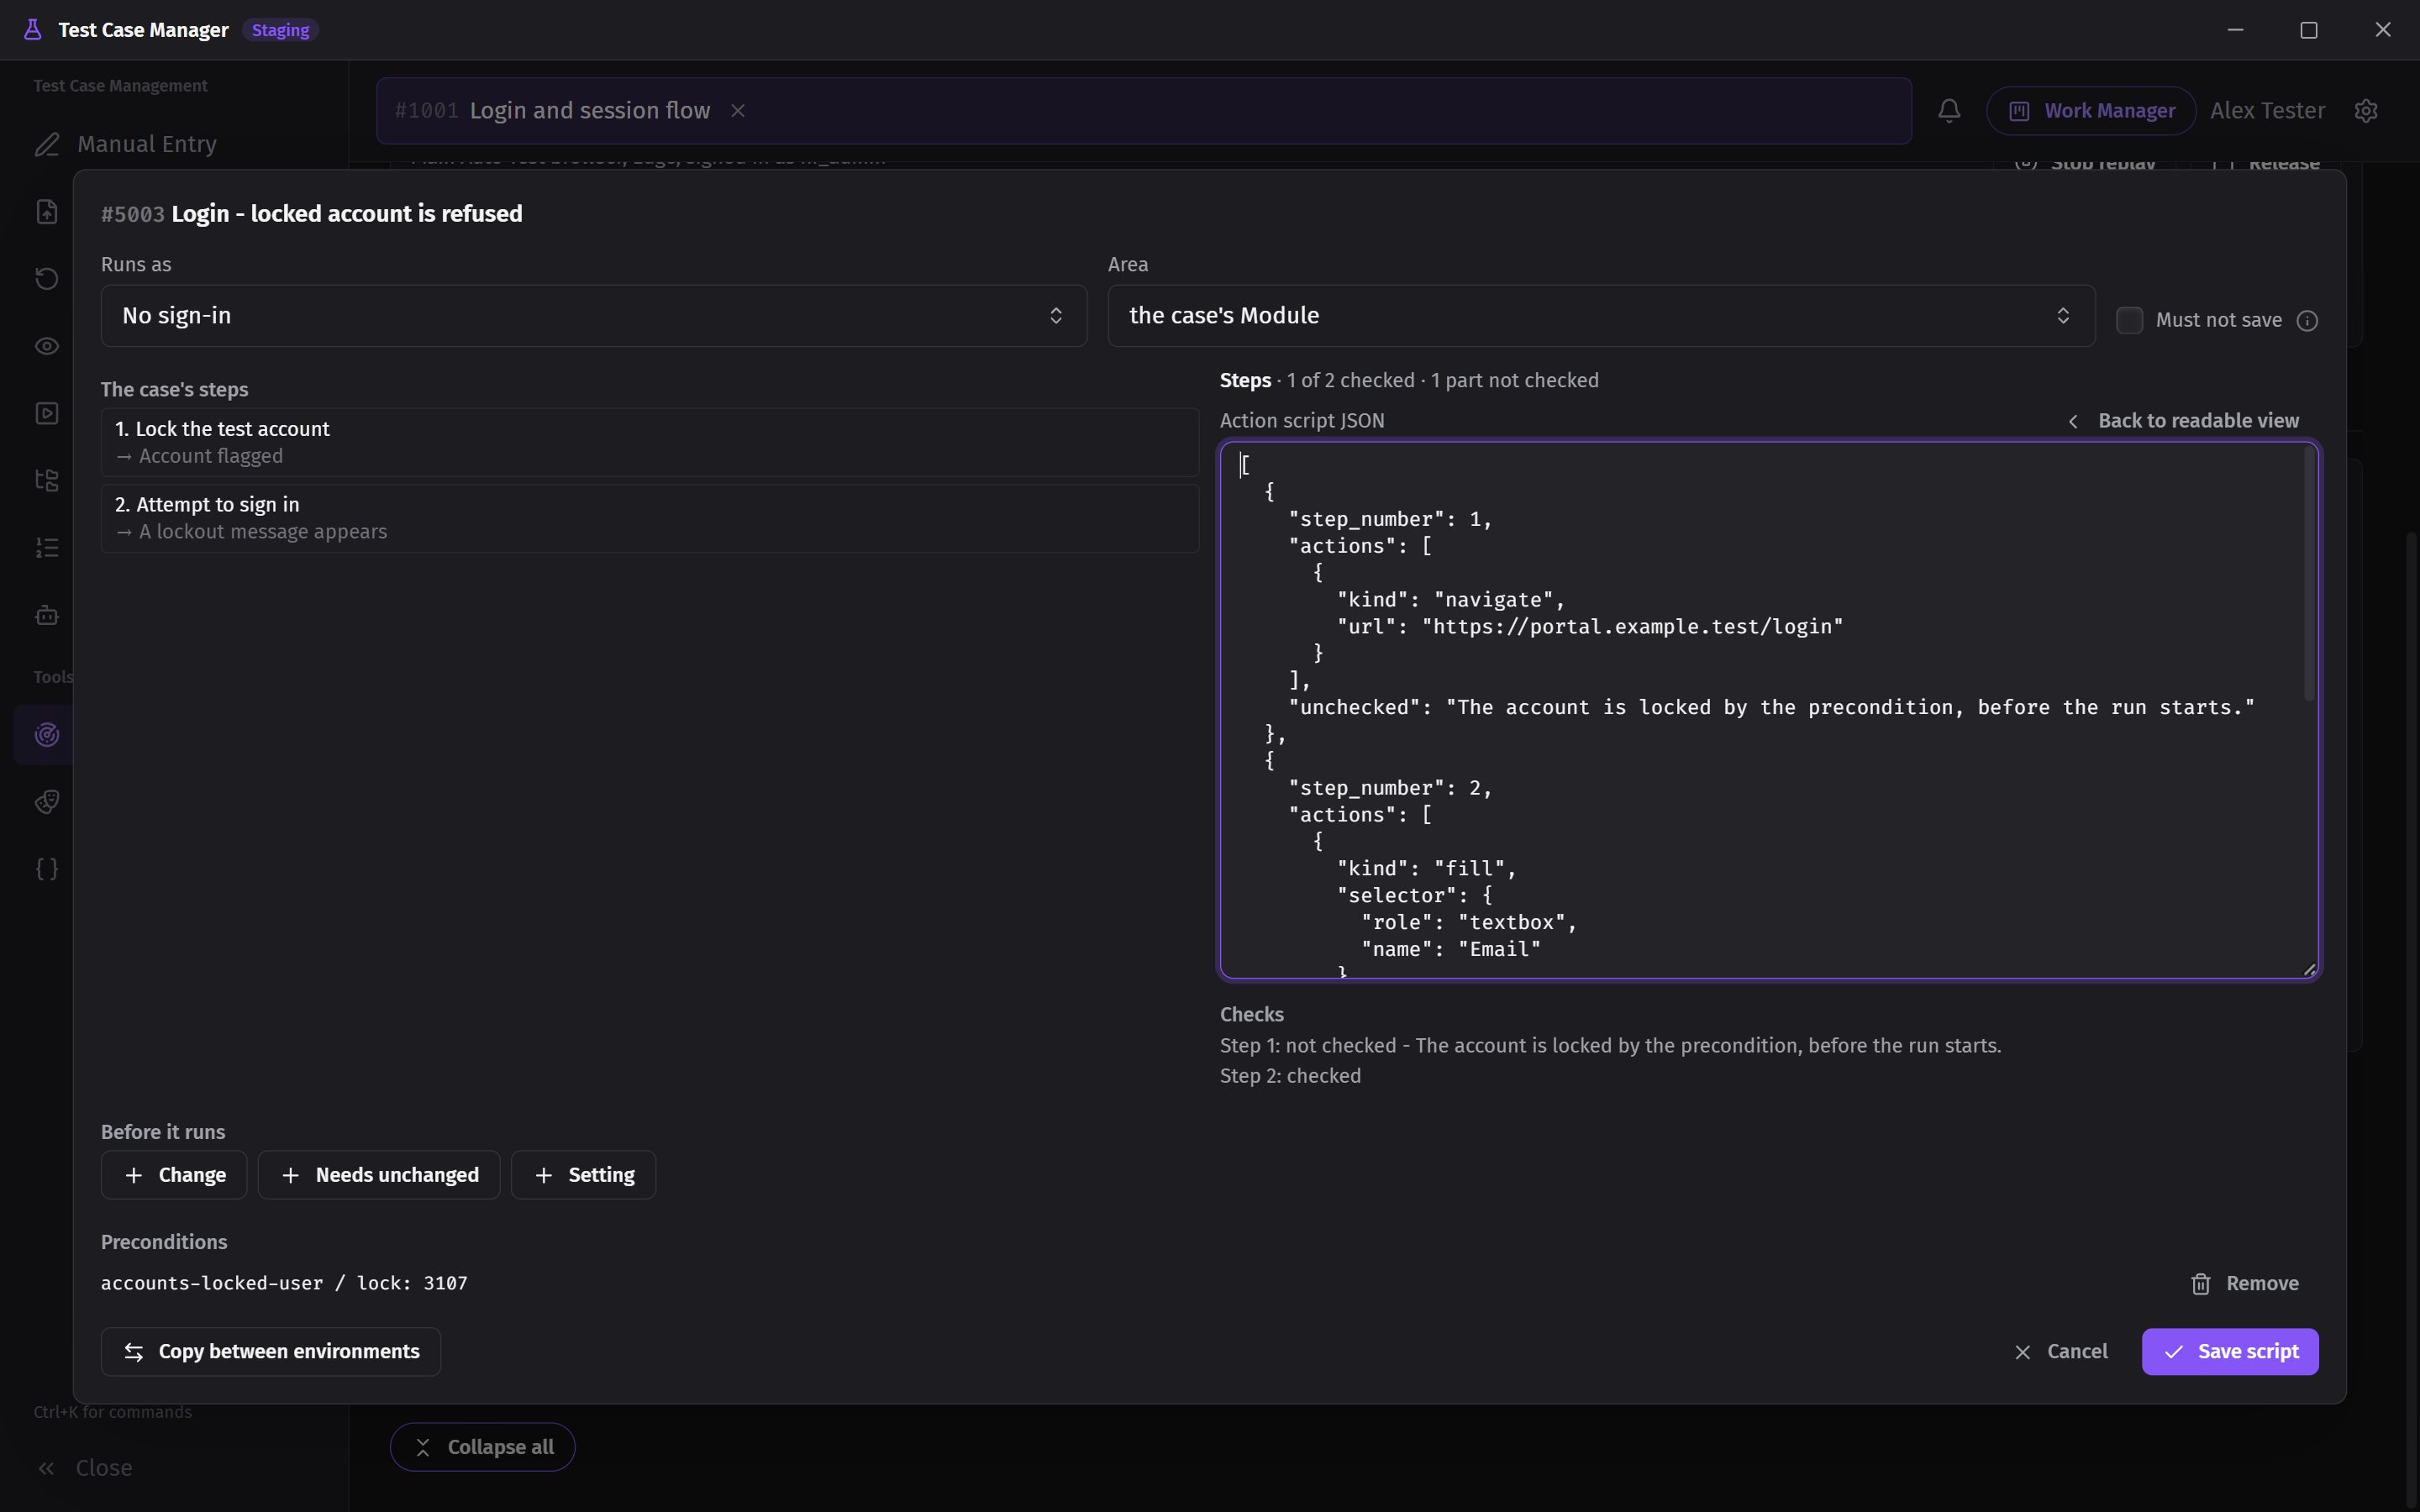 Test Case Manager Staging
Test Case Management
#1001 Login and session flow
Work Manager
Alex Tester
Manual Entry
Stop replay
Release
#5003 Login - locked account is refused
Runs as
Area
No sign-in
the case's Module
Must not save
The case's steps
1. Lock the test account
→ Account flagged
2. Attempt to sign in
→ A lockout message appears
Steps · 1 of 2 checked · 1 part not checked
Action script JSON
Back to readable view
[
  {
    "step_number": 1,
    "actions": [
      {
        "kind": "navigate",
        "url": "https://portal.example.test/login"
      }
    ],
    "unchecked": "The account is locked by the precondition, before the run starts."
  },
  {
    "step_number": 2,
    "actions": [
      {
        "kind": "fill",
        "selector": {
          "role": "textbox",
          "name": "Email"
        }
Checks
Step 1: not checked - The account is locked by the precondition, before the run starts.
Step 2: checked
Tools
Before it runs
Change
Needs unchanged
Setting
Preconditions
accounts-locked-user / lock: 3107
Remove
Copy between environments
Cancel
Save script
Ctrl+K for commands
Collapse all
Close